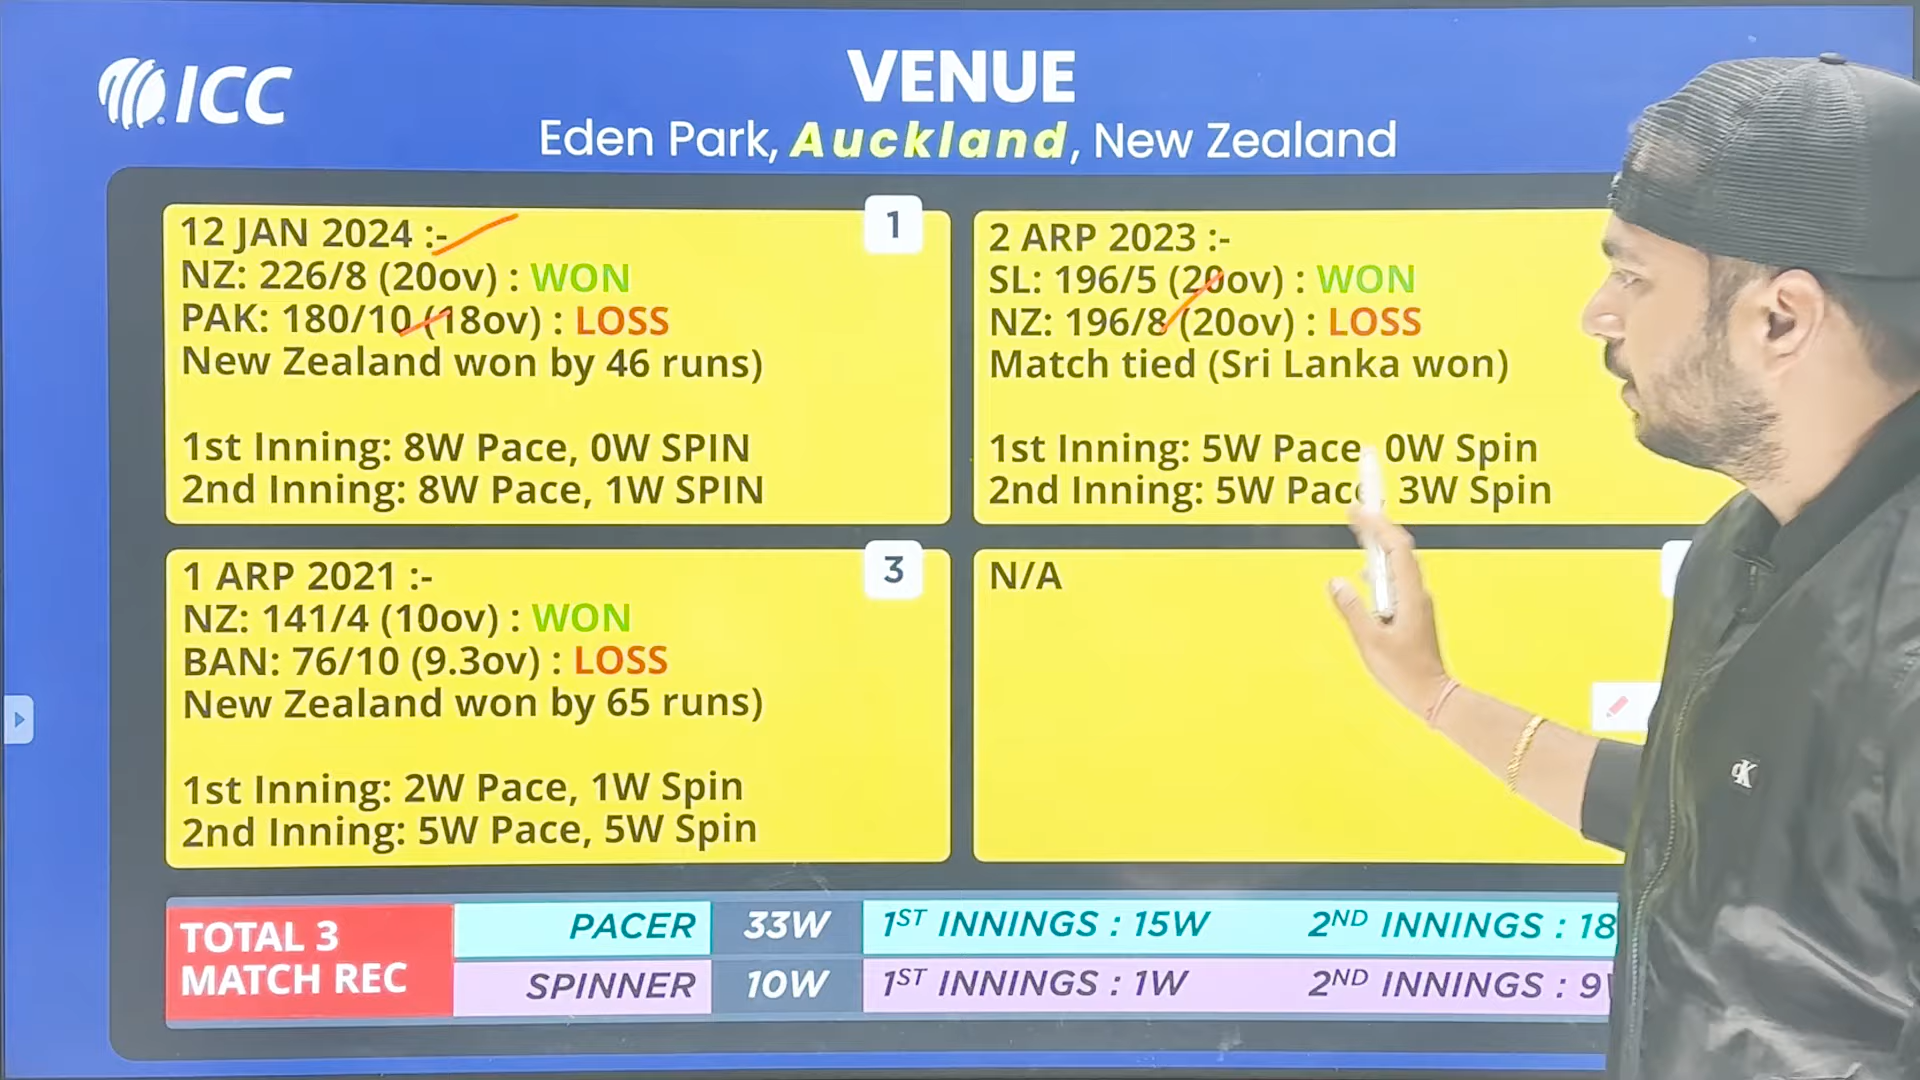 ICC
VENUE
Eden Park, Auckland, New Zealand
12 JAN 2024 :-
1
NZ: 226/8 (20ov) : WON
PAK: 180/10 (18ov) : LOSS
New Zealand won by 46 runs)
1st Inning: 8W Pace, 0W SPIN
2nd Inning: 8W Pace, 1W SPIN
2 ARP 2023 :-
SL: 196/5 (20ov) : WON
NZ: 196/8 (20ov) : LOSS
Match tied (Sri Lanka won)
1st Inning: 5W Pace, 0W Spin
2nd Inning: 5W Pace, 3W Spin
1 ARP 2021 :-
3
NZ: 141/4 (10ov) : WON
BAN: 76/10 (9.3ov) : LOSS
New Zealand won by 65 runs)
1st Inning: 2W Pace, 1W Spin
2nd Inning: 5W Pace, 5W Spin
N/A
TOTAL 3
MATCH REC
PACER 33W 1ST INNINGS : 15W 2ND INNINGS : 18
SPINNER 10W 1ST INNINGS : 1W 2ND INNINGS : 9